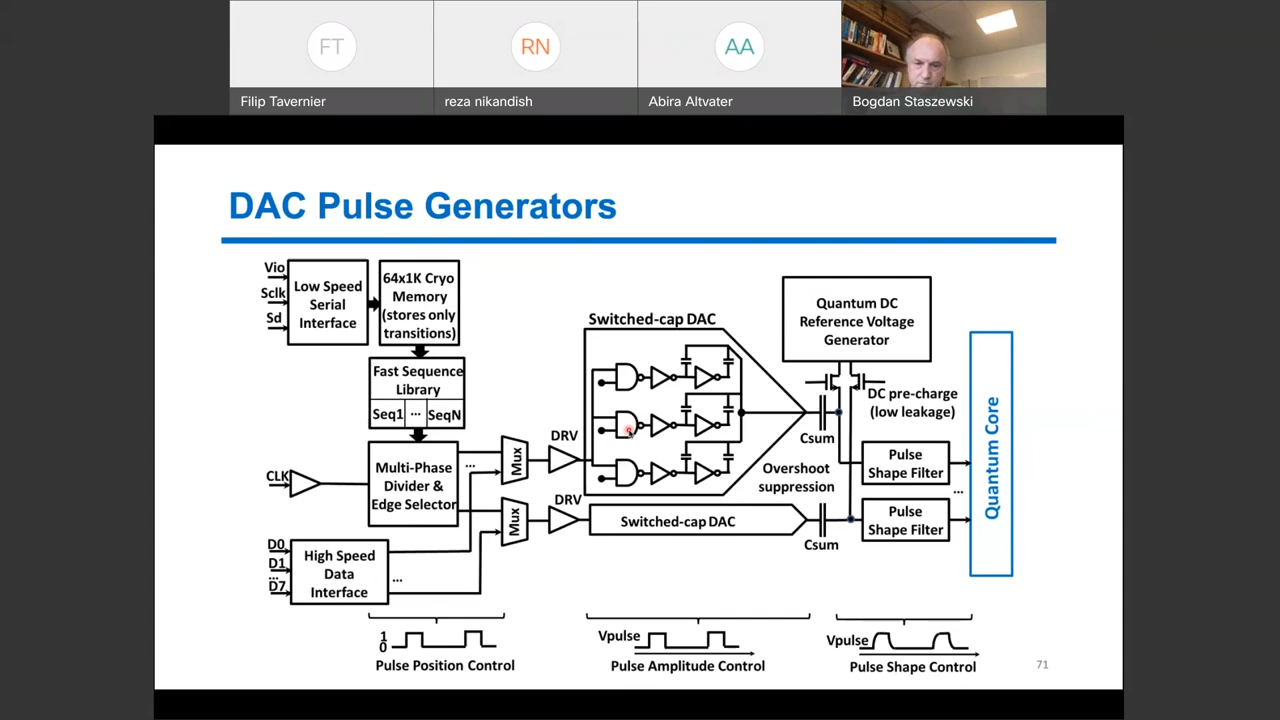 FT
RN
AA
Filip Tavernier
reza nikandish
Abira Altvater
Bogdan Staszewski
DAC Pulse Generators
Vio
Sclk
Sd
Low Speed
Serial
Interface
64x1K Cryo
Memory
(stores only
transitions)
Fast Sequence
Library
Seq1 ... SeqN
CLK
Multi-Phase
Divider &
Edge Selector
D0
D1
...
D7
High Speed
Data
Interface
...
...
Mux
Mux
DRV
DRV
Switched-cap DAC
Switched-cap DAC
Csum
Overshoot
suppression
Csum
Quantum DC
Reference Voltage
Generator
DC pre-charge
(low leakage)
Pulse
Shape Filter
...
Pulse
Shape Filter
Quantum Core
1
0
Pulse Position Control
Vpulse
Pulse Amplitude Control
Vpulse
Pulse Shape Control
71